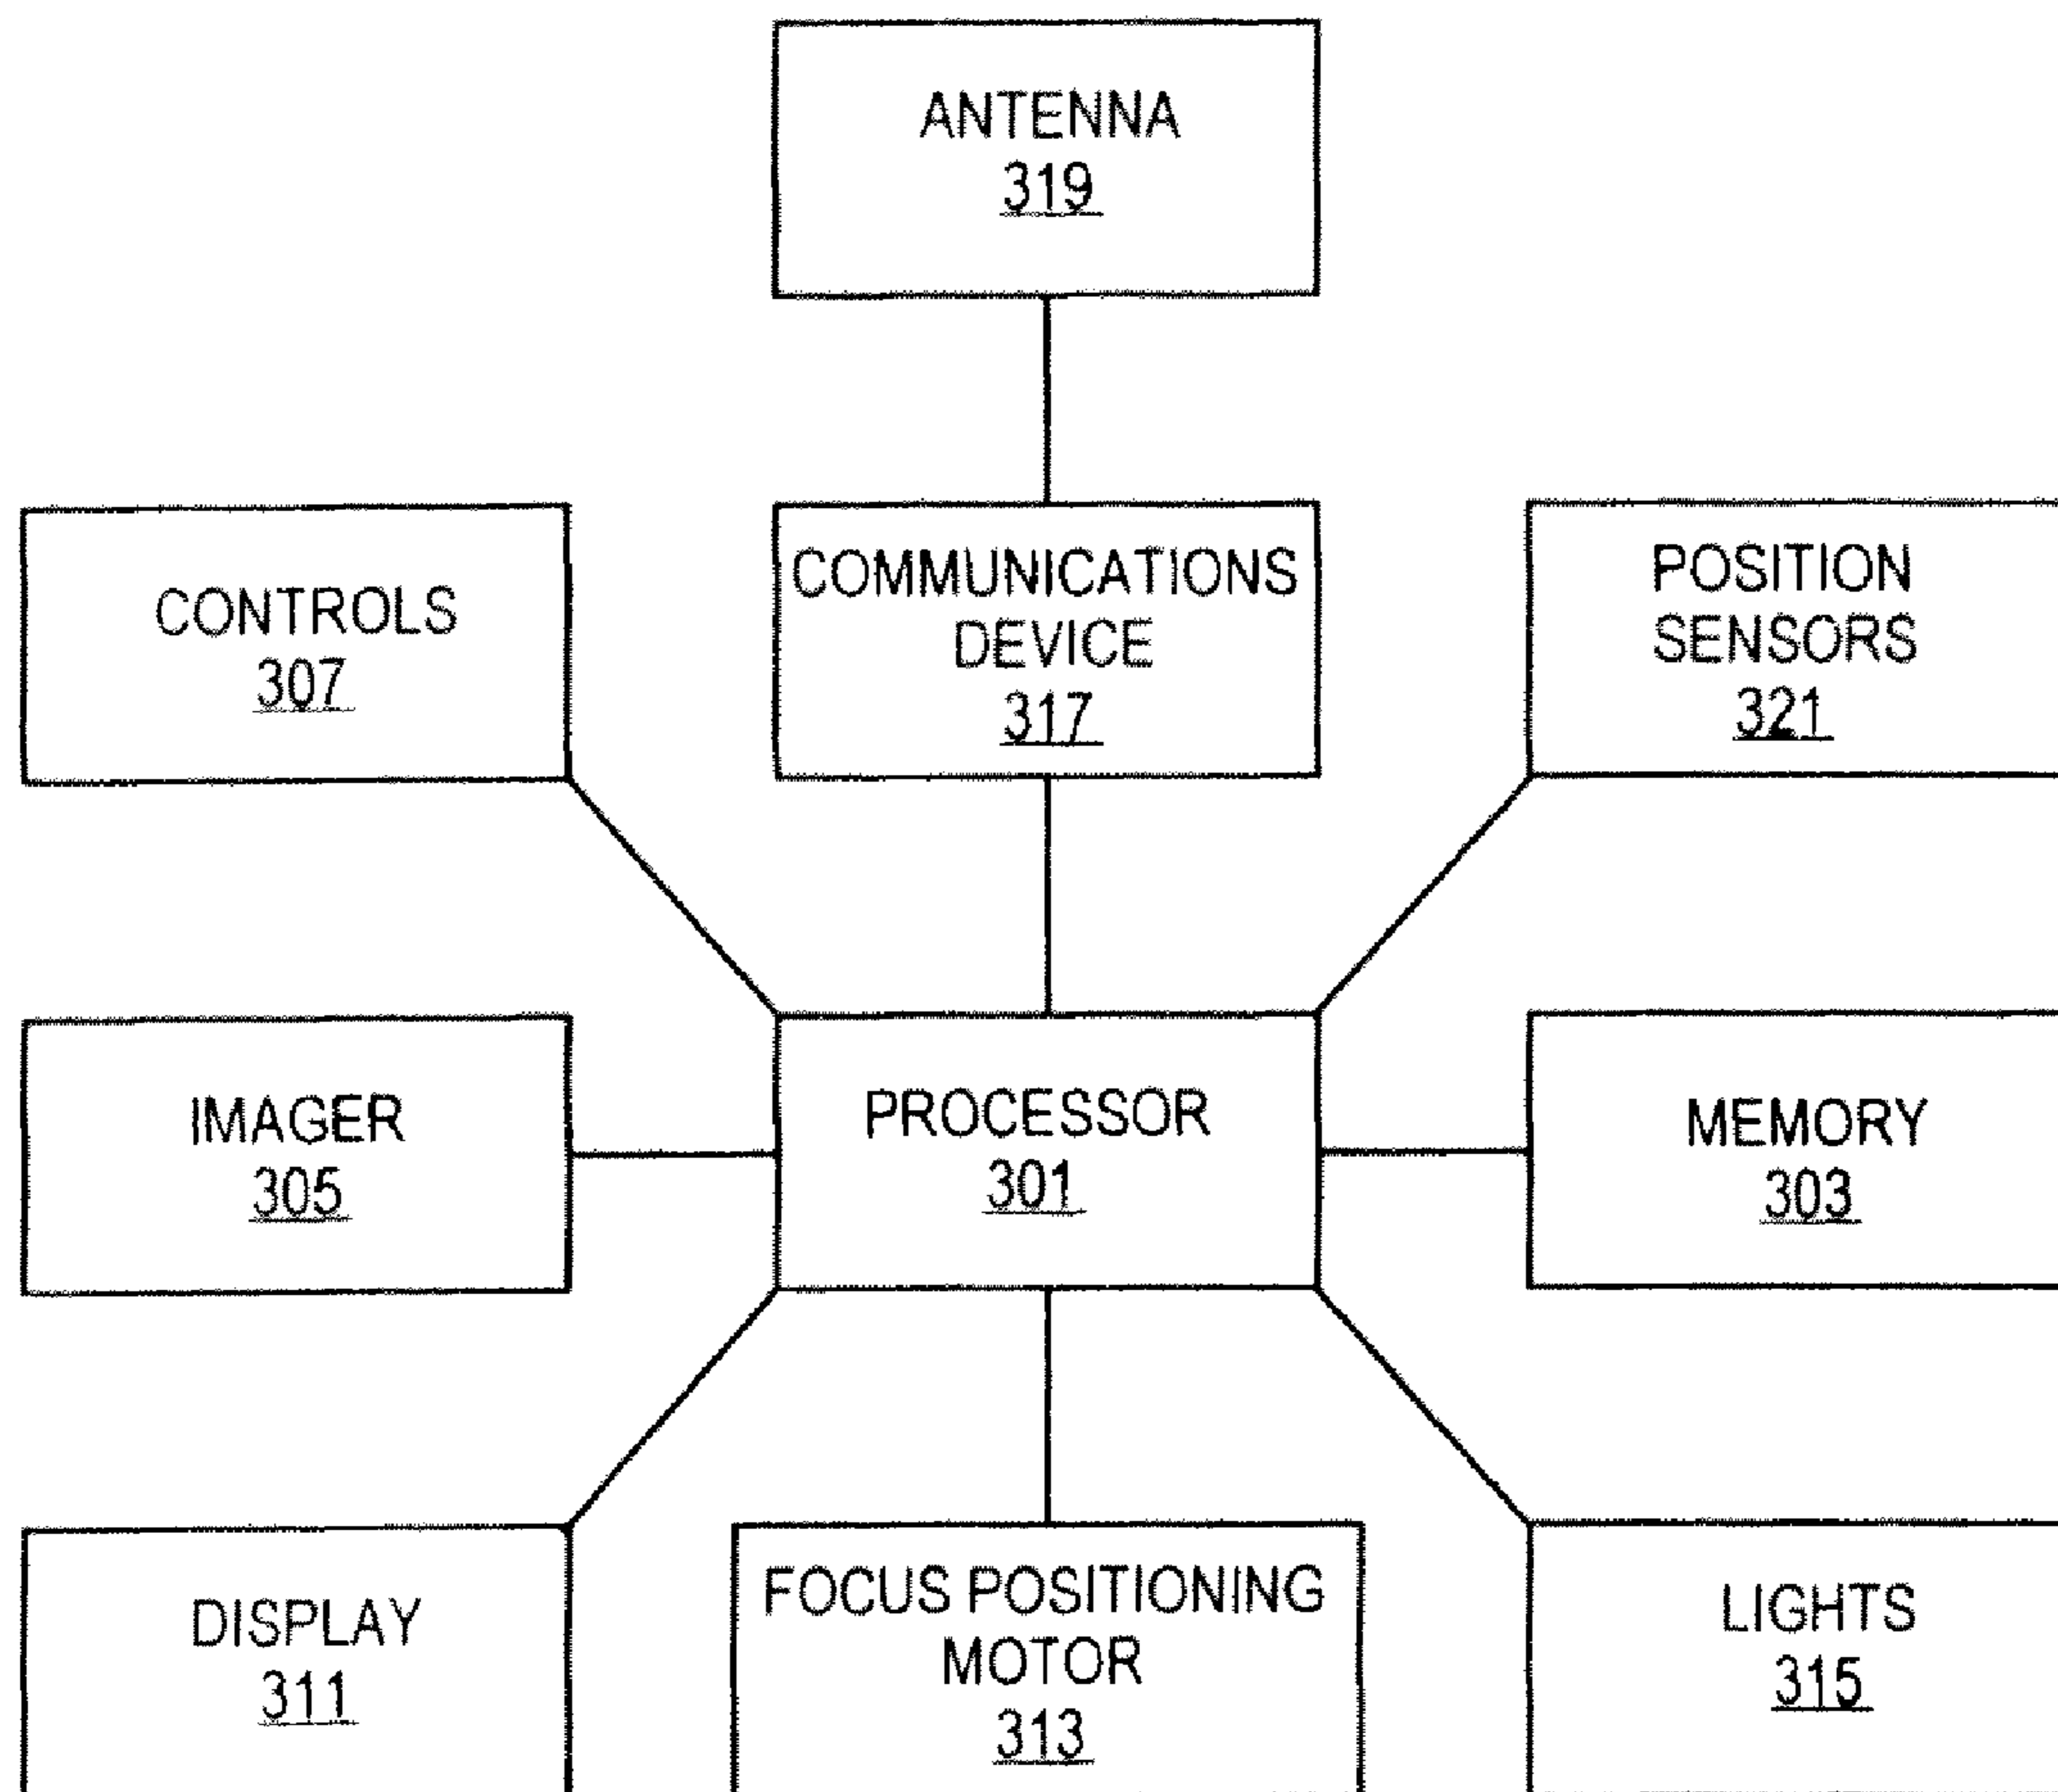 ANTENNA
319
CONTROLS
307
COMMUNICATIONS
DEVICE
317
POSITION
SENSORS
321
IMAGER
305
PROCESSOR
301
MEMORY
303
DISPLAY
311
FOCUS POSITIONING
MOTOR
313
LIGHTS
315